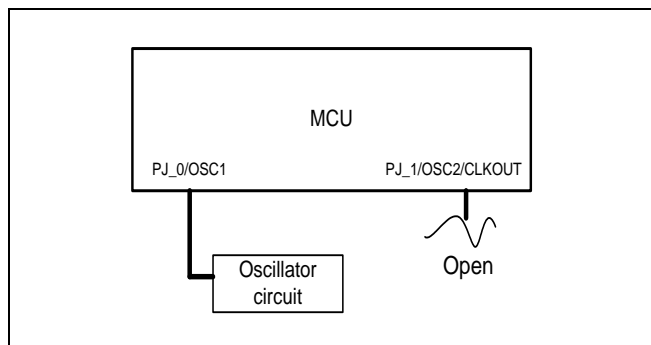 MCU
PJ_0/OSC1
PJ_1/OSC2/CLKOUT
Oscillator
circuit
Open